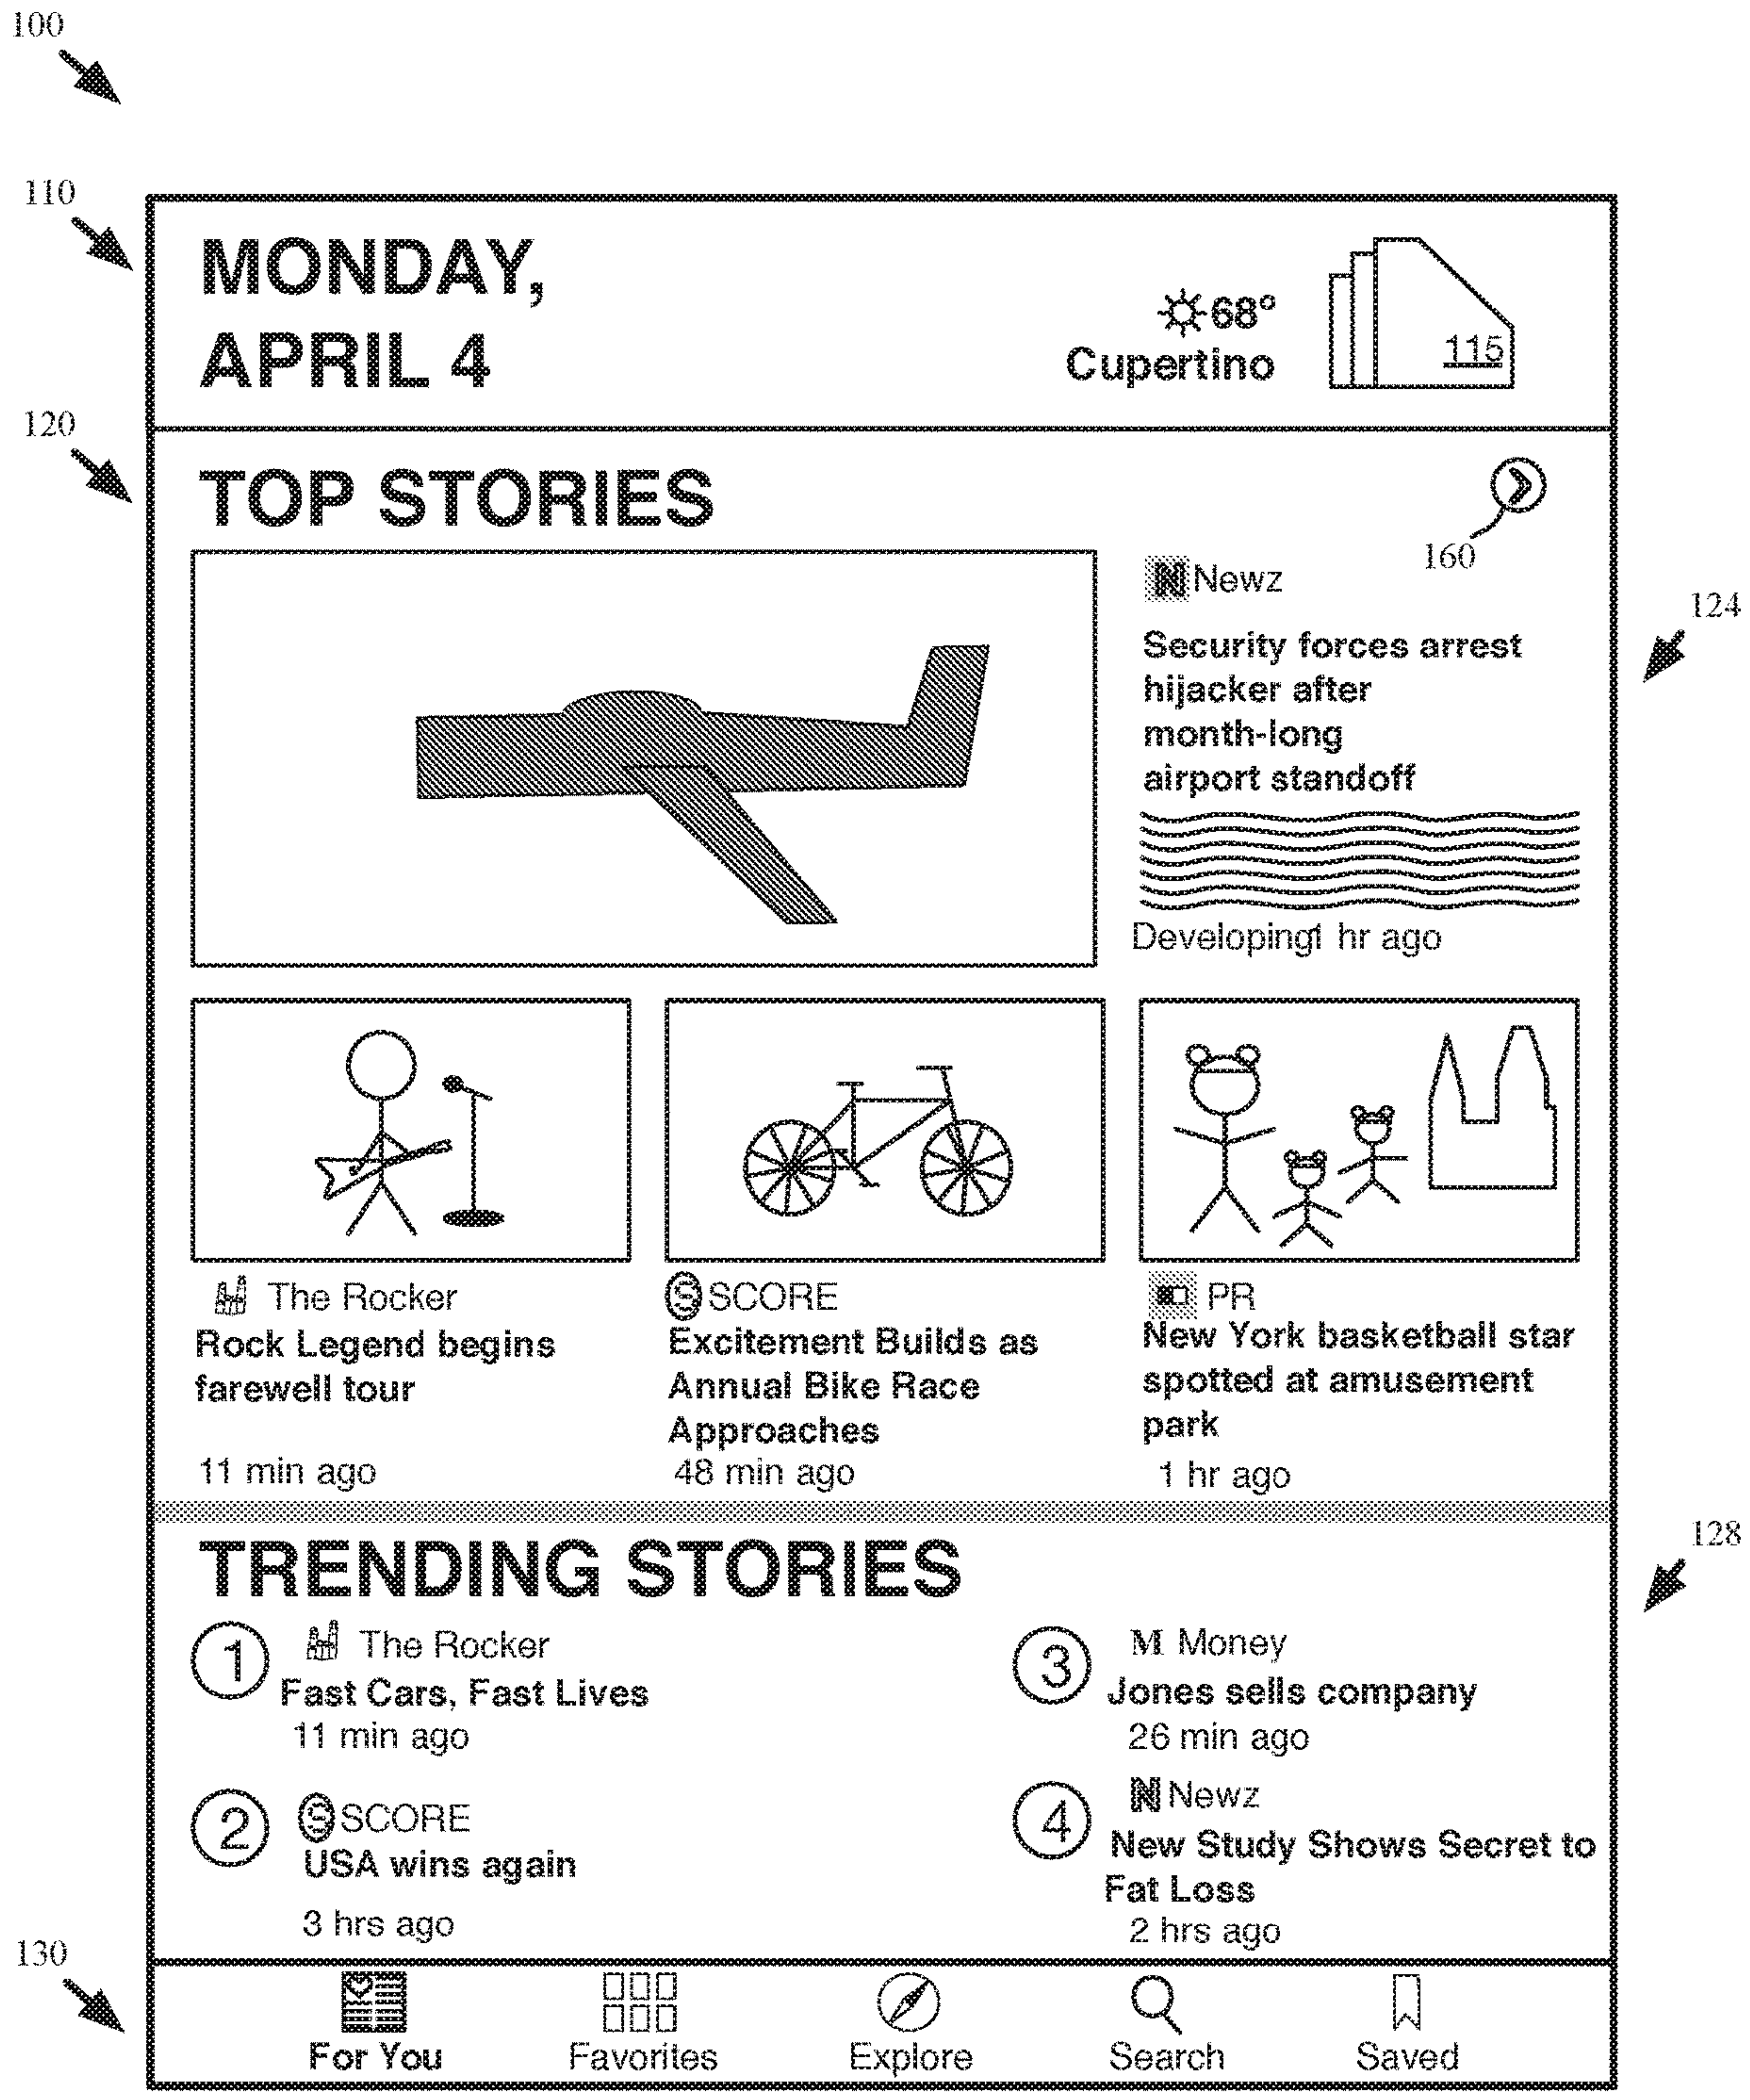 100
110
MONDAY,
APRIL 4
68°
Cupertino
115
120
TOP STORIES
160
N Newz
124
Security forces arrest
hijacker after
month-long
airport standoff
Developing1 hr ago
The Rocker
Rock Legend begins
farewell tour
11 min ago
S SCORE
Excitement Builds as
Annual Bike Race
Approaches
48 min ago
PR
New York basketball star
spotted at amusement
park
1 hr ago
128
TRENDING STORIES
1 The Rocker
Fast Cars, Fast Lives
11 min ago
2 S SCORE
USA wins again
3 hrs ago
3 M Money
Jones sells company
26 min ago
4 N Newz
New Study Shows Secret to
Fat Loss
2 hrs ago
130
For You Favorites Explore Search Saved